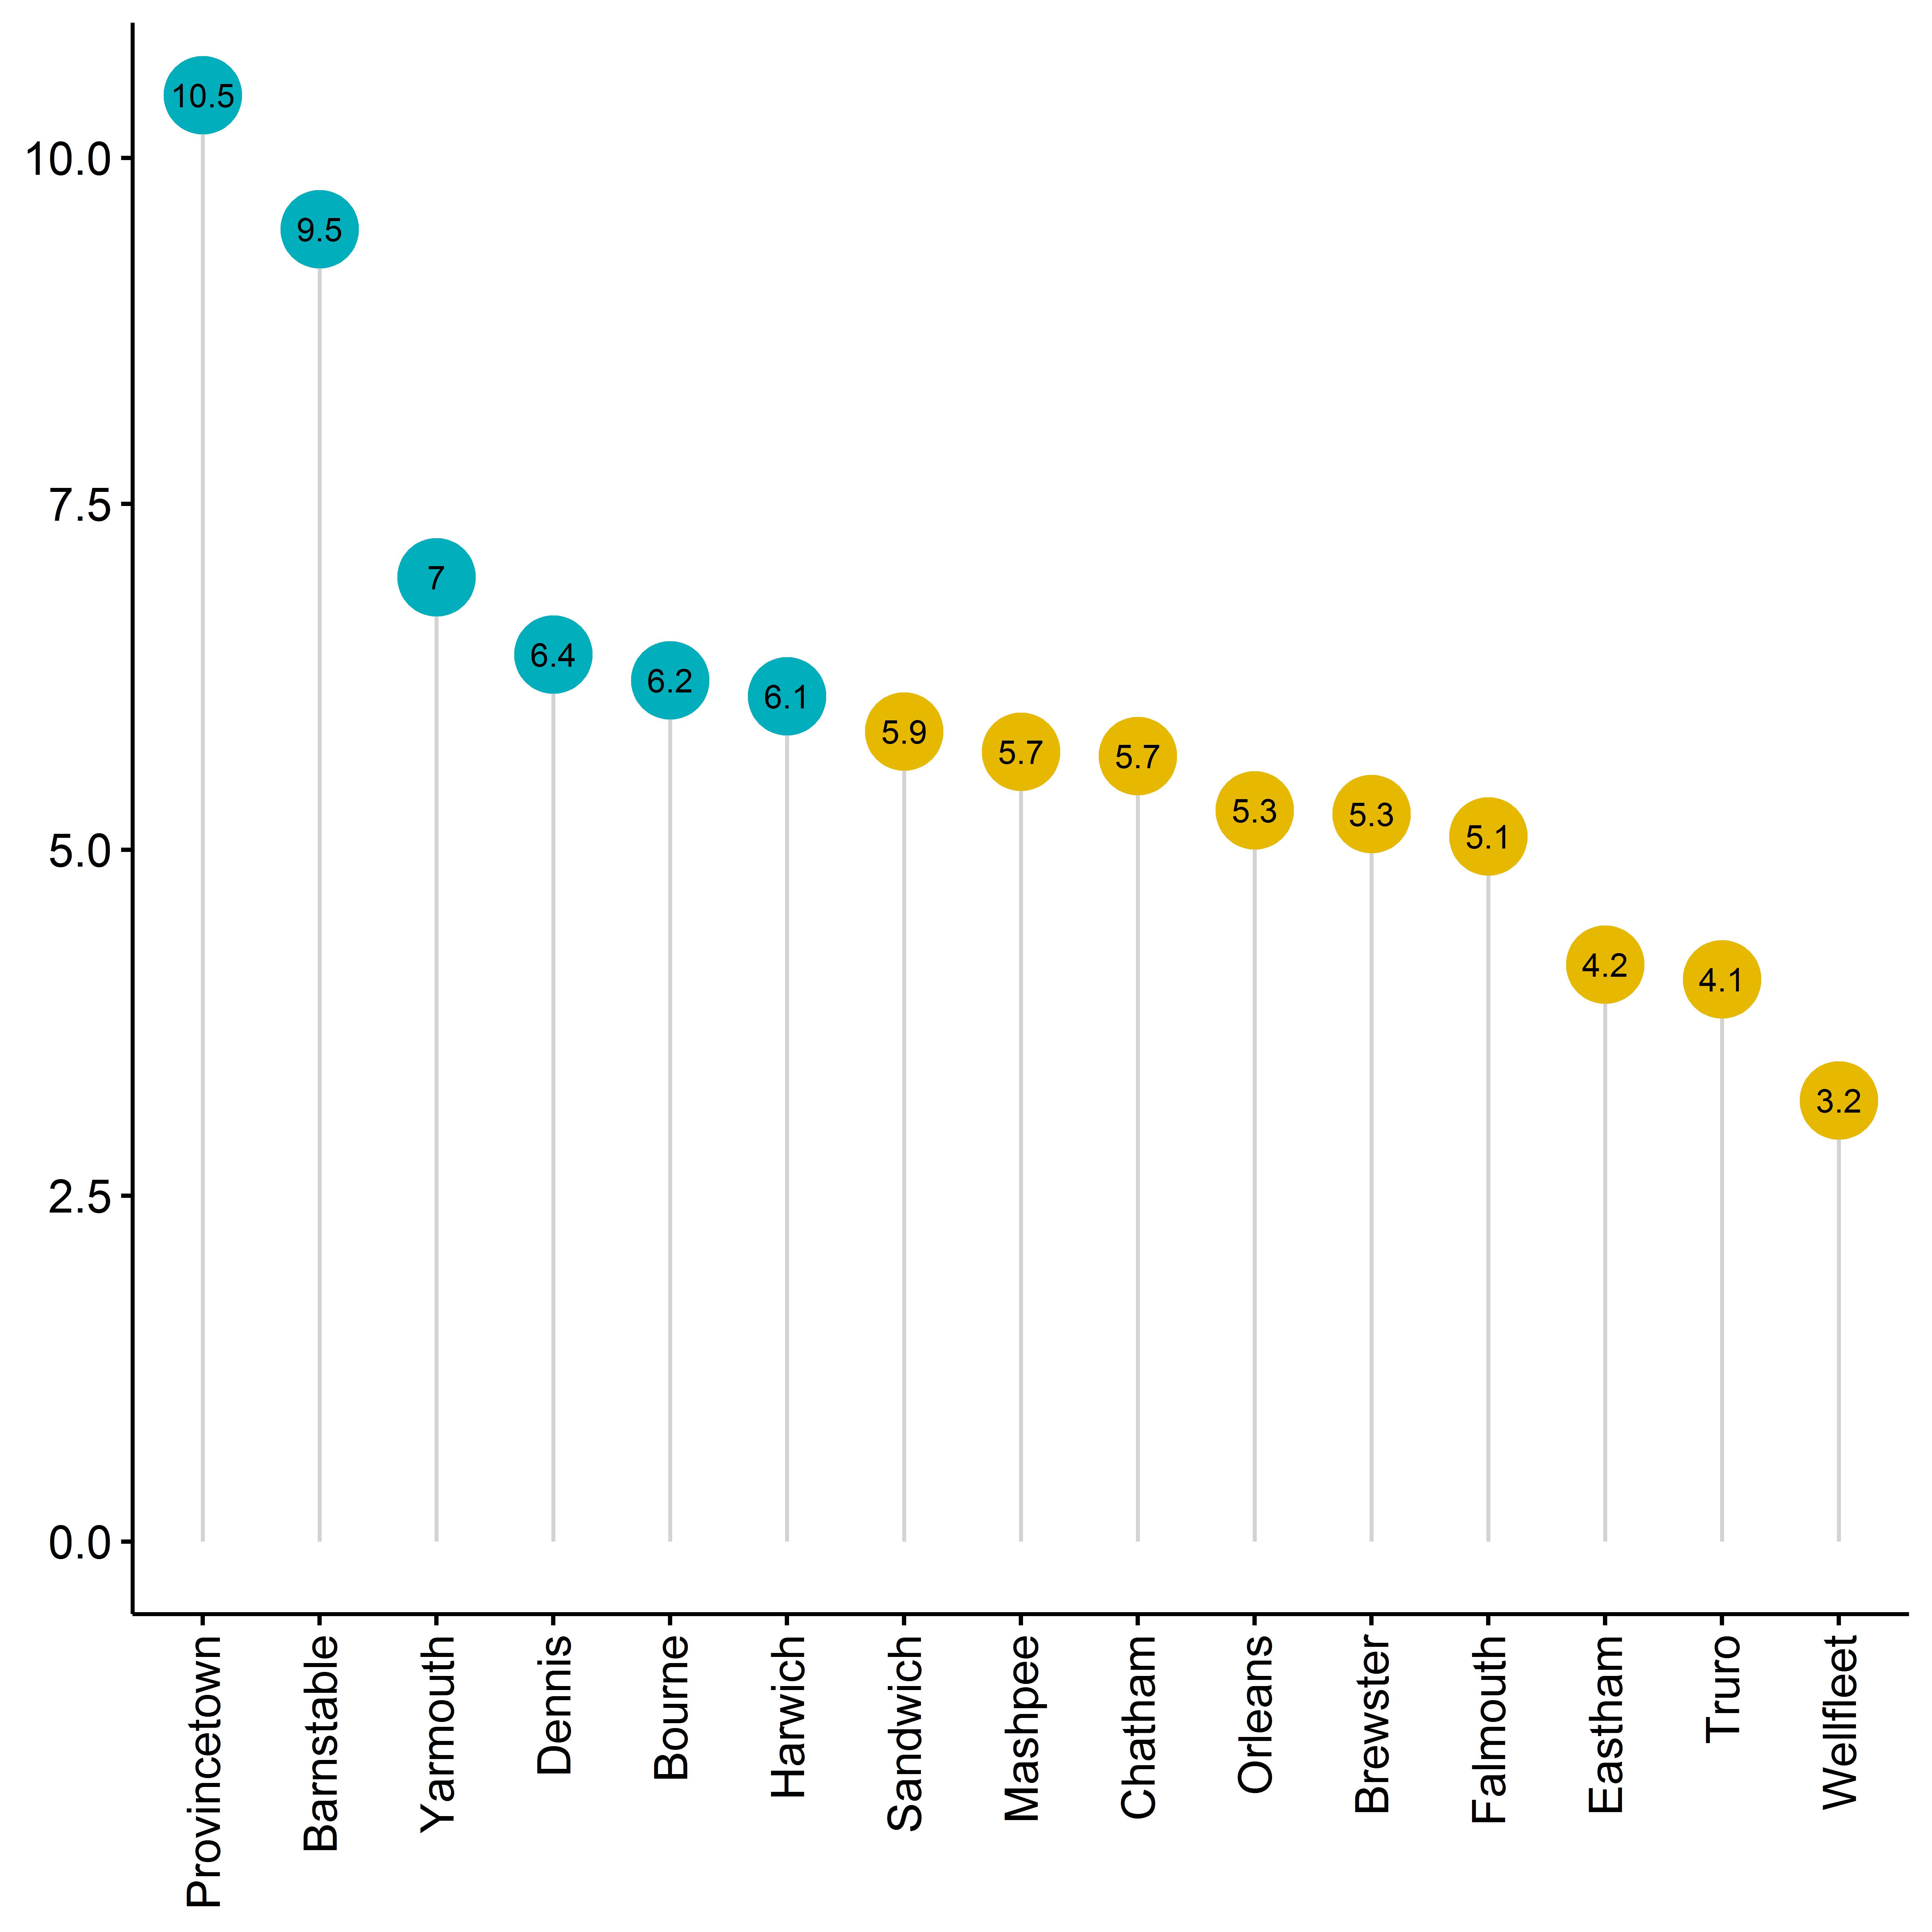 10.5
10.0
9.5
7.5
7
6.4
6.2
6.1
5.9
5.7
5.7
5.3
5.3
5.1
5.0
4.2
4.1
3.2
2.5
0.0
Provincetown
Barnstable
Yarmouth
Dennis
Bourne
Harwich
Sandwich
Mashpee
Chatham
Orleans
Brewster
Falmouth
Eastham
Truro
Wellfleet